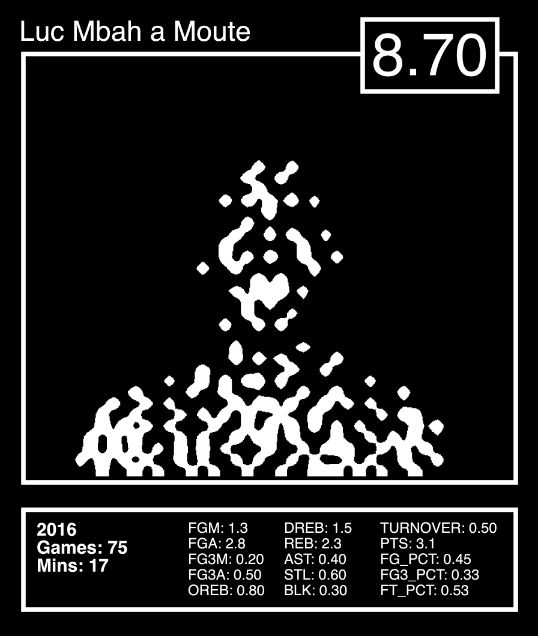 Luc Mbah a Moute
8.70
2016
Games: 75
Mins: 17
FGM: 1.3
FGA: 2.8
FG3M: 0.20
FG3A: 0.50
OREB: 0.80
DREB: 1.5
REB: 2.3
AST: 0.40
STL: 0.60
BLK: 0.30
TURNOVER: 0.50
PTS: 3.1
FG_PCT: 0.45
FG3_PCT: 0.33
FT_PCT: 0.53